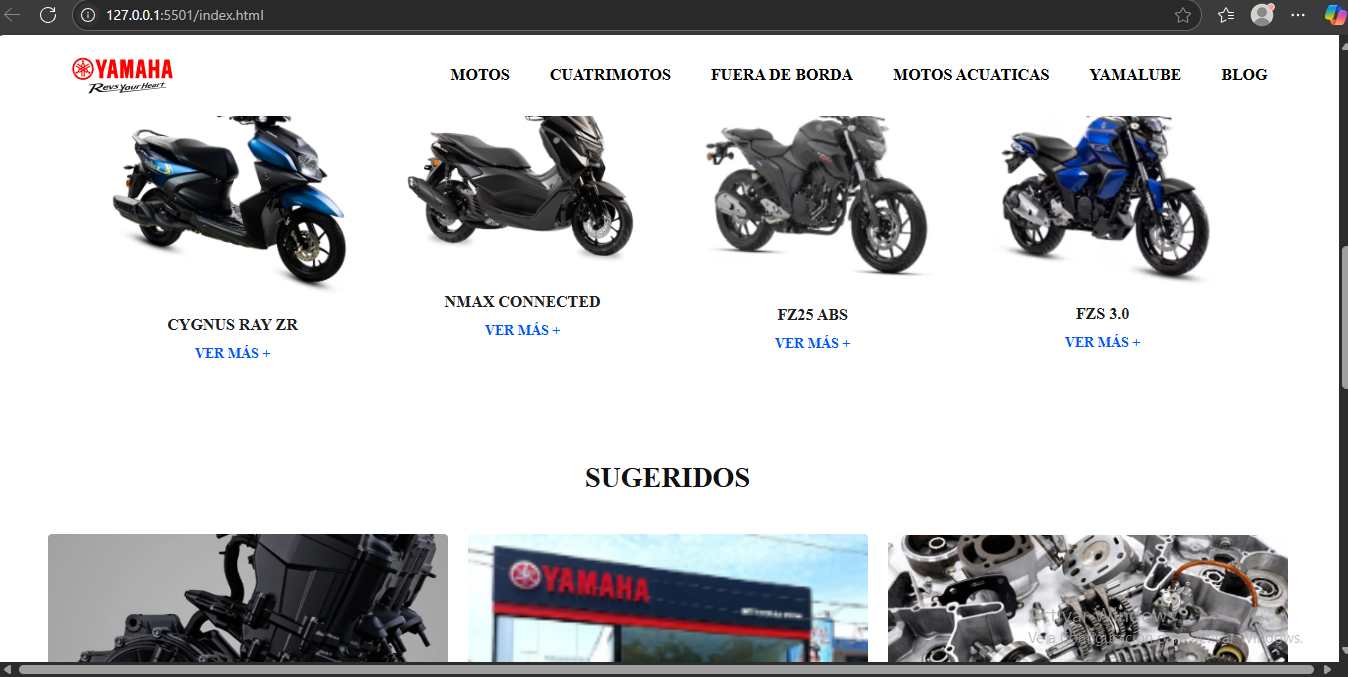 127.0.0.1:5501/index.html
YAMAHA
Revs Your Heart
MOTOS CUATRIMOTOS FUERA DE BORDA MOTOS ACUATICAS YAMALUBE BLOG
CYGNUS RAY ZR
VER MÁS +
NMAX CONNECTED
VER MÁS +
FZ25 ABS
VER MÁS +
FZS 3.0
VER MÁS +
SUGERIDOS
YAMAHA
Activar Windows
Ve a Configuración para activar Windows.